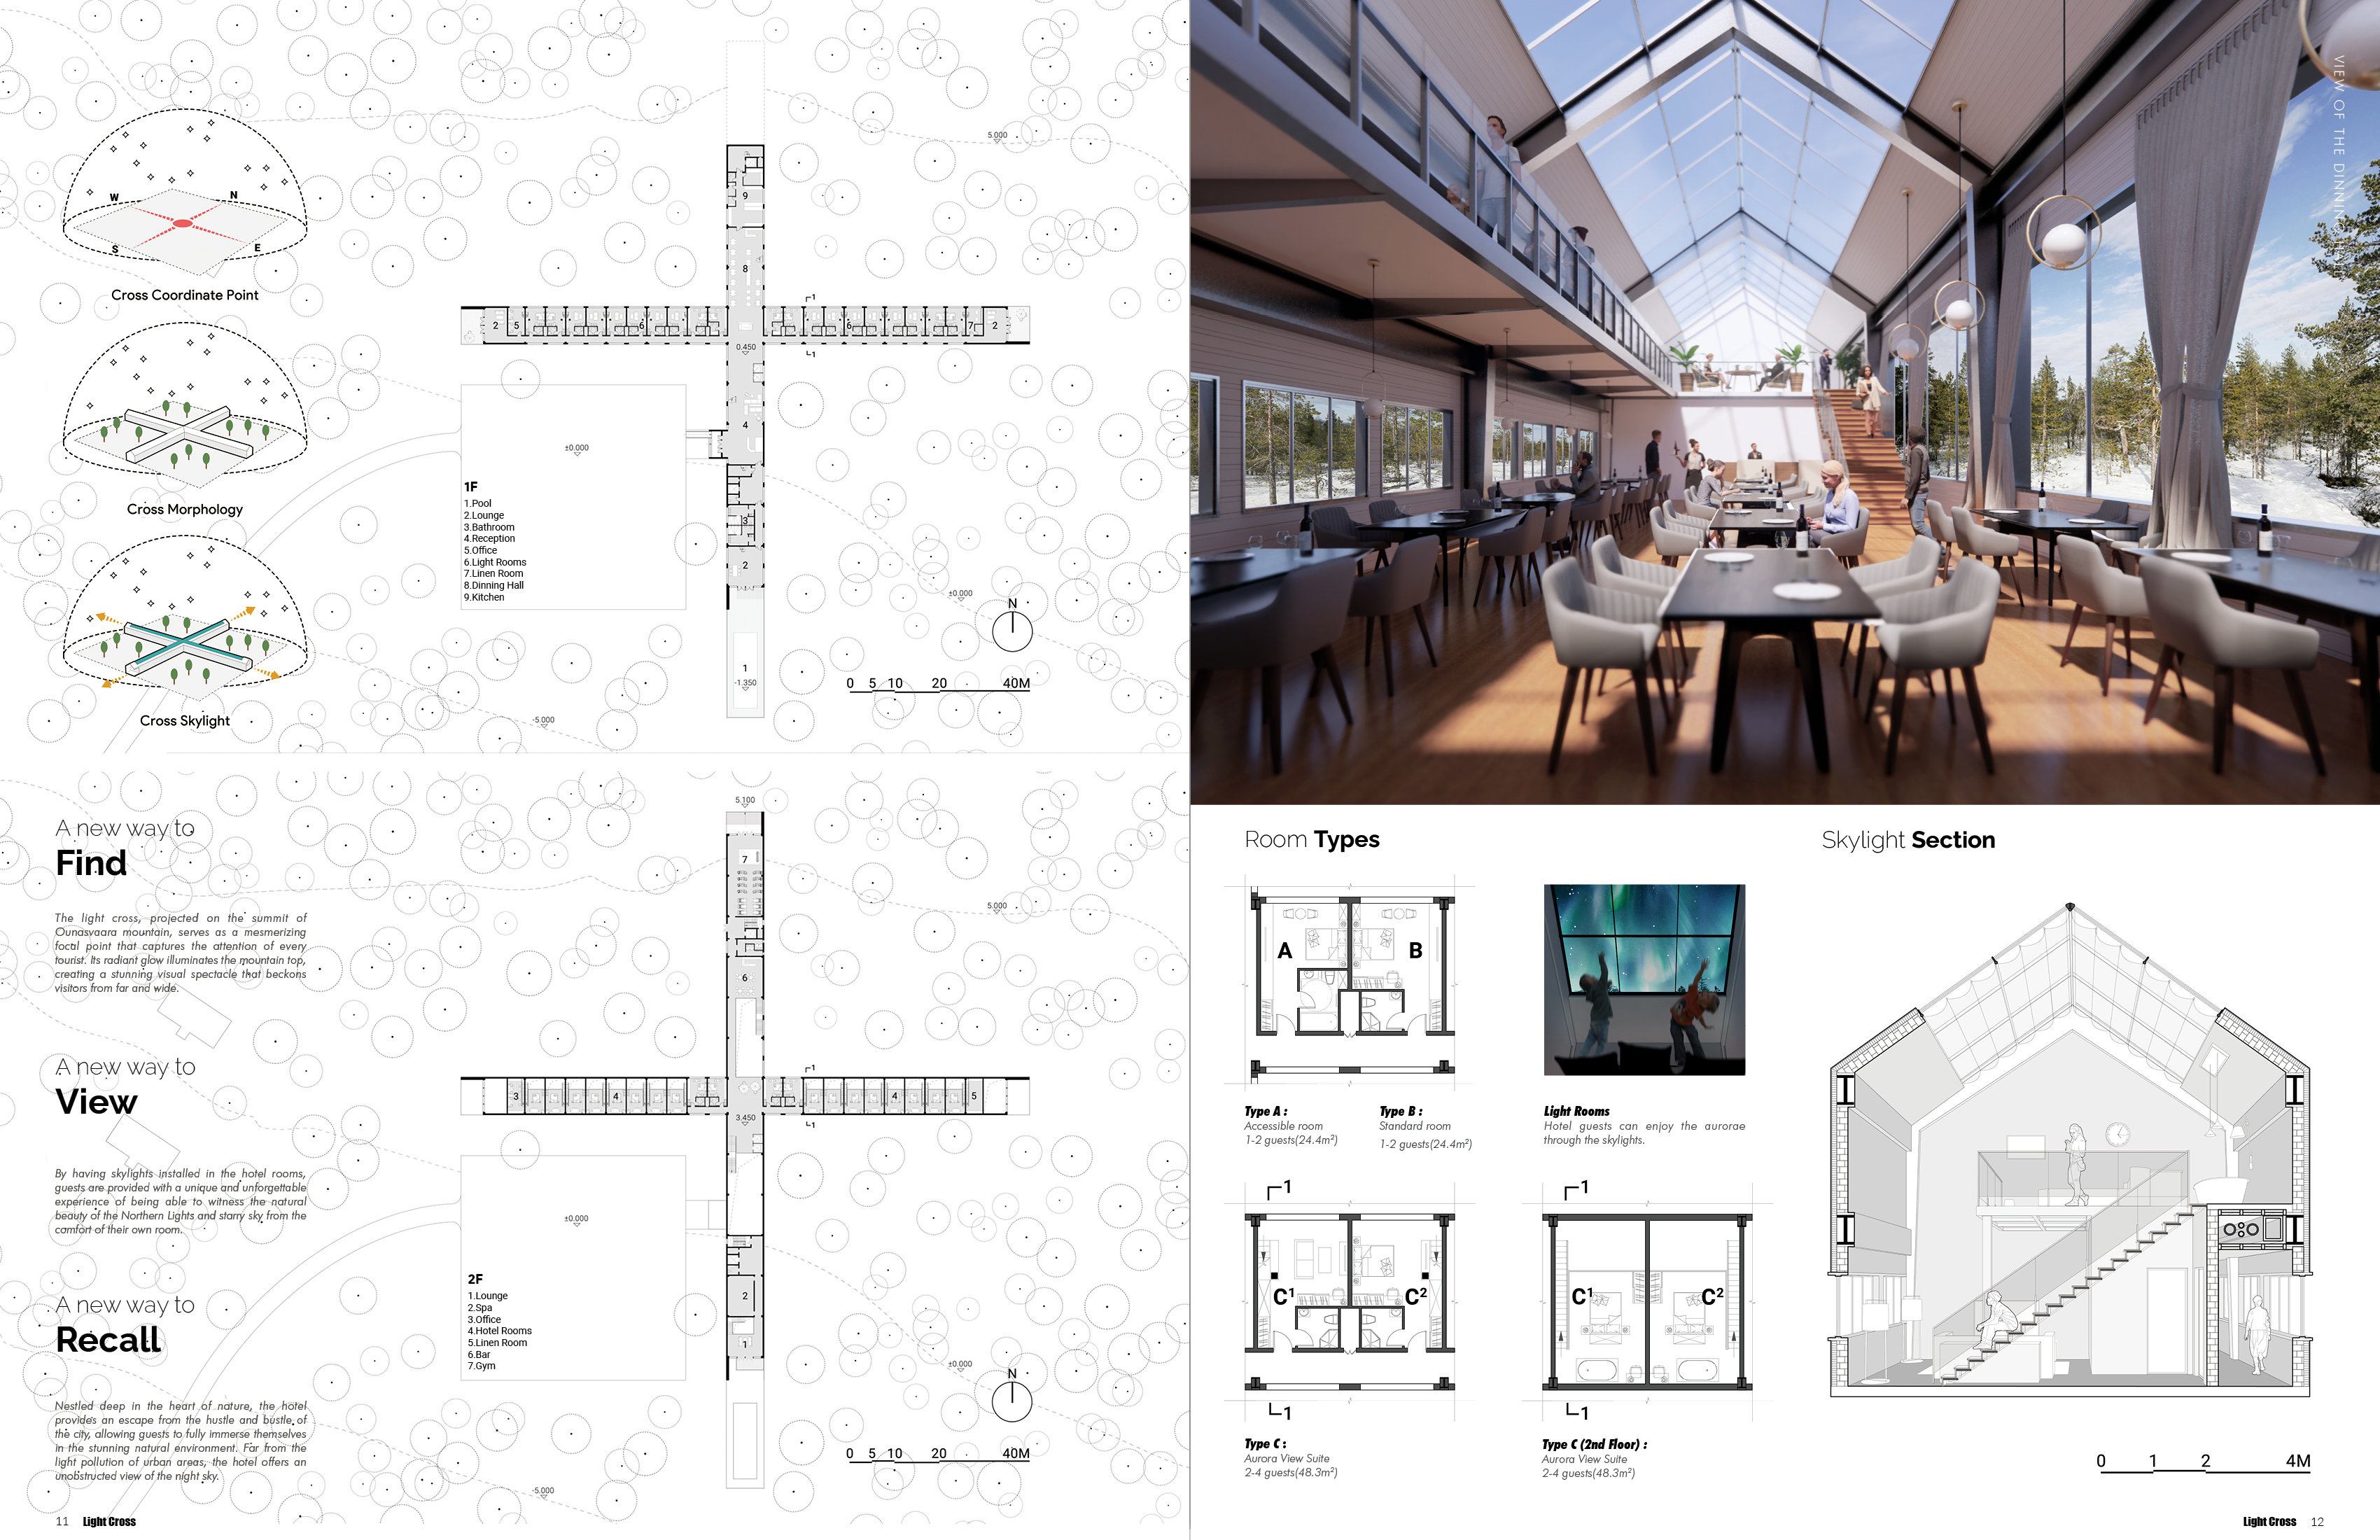 W
N
S
E
Cross Coordinate Point
Cross Morphology
Cross Skylight
5.000
9
8
1
2
5
6
6
7
2
0.450
1
4
±0.000
3
2
1F
1.Pool
2.Lounge
3.Bathroom
4.Reception
5.Office
6.Light Rooms
7.Linen Room
8.Dinning Hall
9.Kitchen
±0.000
N
1
-1.350
0 5 10 20 40M
-5.000
A new way to
Find
The light cross, projected on the summit of
Ounasvaara mountain, serves as a mesmerizing
focal point that captures the attention of every
tourist. Its radiant glow illuminates the mountain top,
creating a stunning visual spectacle that beckons
visitors from far and wide.
A new way to
View
By having skylights installed in the hotel rooms,
guests are provided with a unique and unforgettable
experience of being able to witness the natural
beauty of the Northern Lights and starry sky from the
comfort of their own room.
A new way to
Recall
Nestled deep in the heart of nature, the hotel
provides an escape from the hustle and bustle of
the city, allowing guests to fully immerse themselves
in the stunning natural environment. Far from the
light pollution of urban areas, the hotel offers an
unobstructed view of the night sky.
5.100
7
5.000
6
1
3
4
4
5
3.450
1
±0.000
2
1
2F
1.Lounge
2.Spa
3.Office
4.Hotel Rooms
5.Linen Room
6.Bar
7.Gym
±0.000
N
0 5 10 20 40M
-5.000
11 Light Cross
VIEW OF THE DINNING
Room Types
A
B
Type A :
Accessible room
1-2 guests(24.4m²)
Type B :
Standard room
1-2 guests(24.4m²)
Light Rooms
Hotel guests can enjoy the aurorae
through the skylights.
1
C¹
C²
1
Type C :
Aurora View Suite
2-4 guests(48.3m²)
1
C¹
C²
1
Type C (2nd Floor) :
Aurora View Suite
2-4 guests(48.3m²)
Skylight Section
0 1 2 4M
Light Cross 12